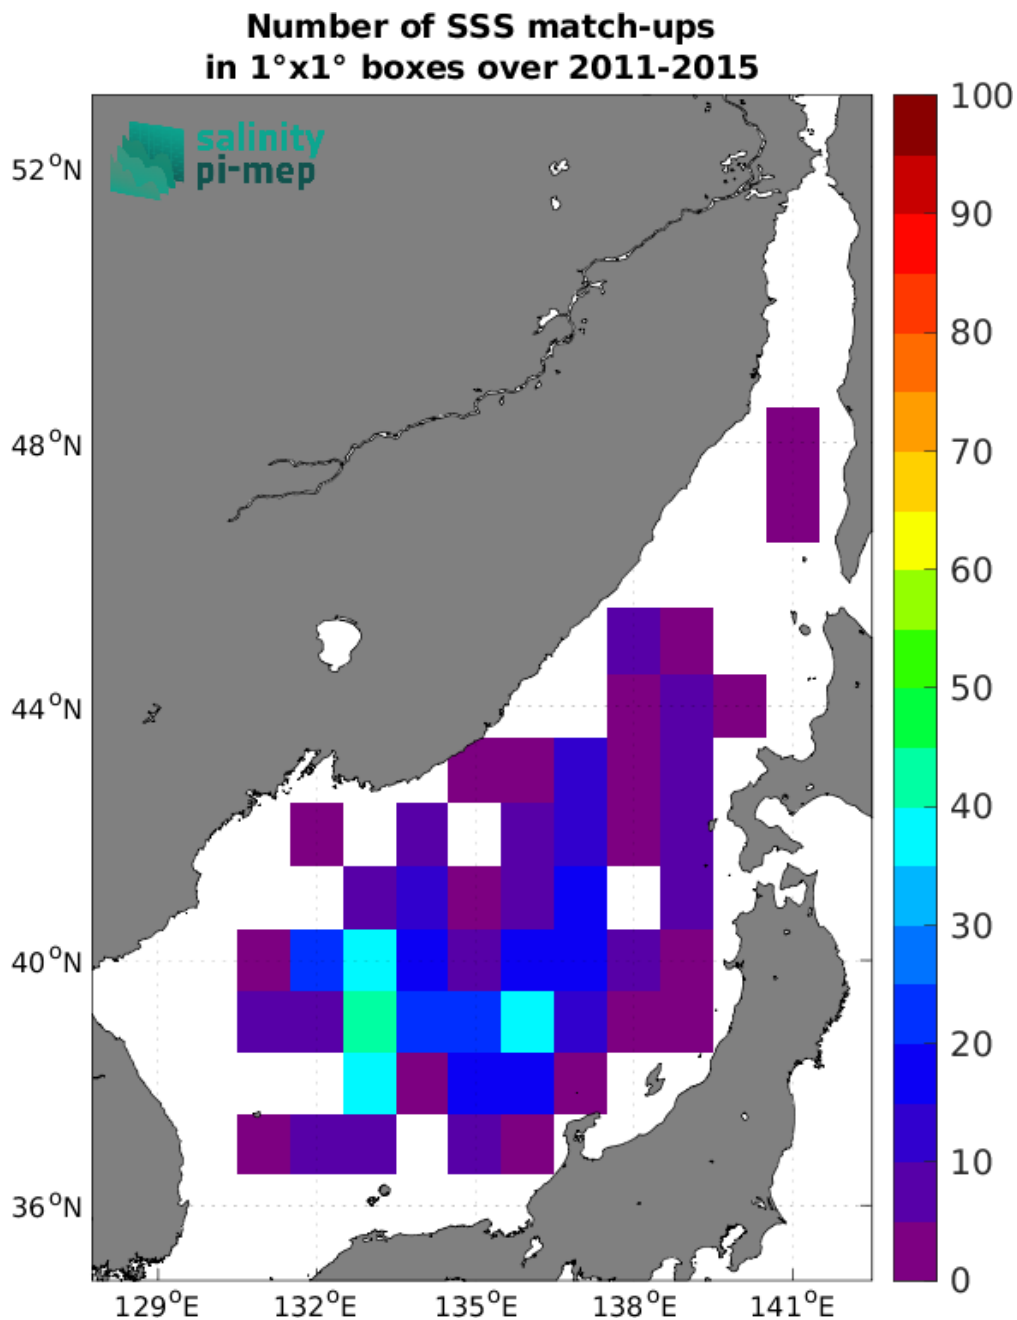 Number of SSS match-ups
in 1°x1° boxes over 2011-2015
salinity
pi-mep
52°N
48°N
44°N
40°N
36°N
129°E
132°E
135°E
138°E
141°E
100
90
80
70
60
50
40
30
20
10
0